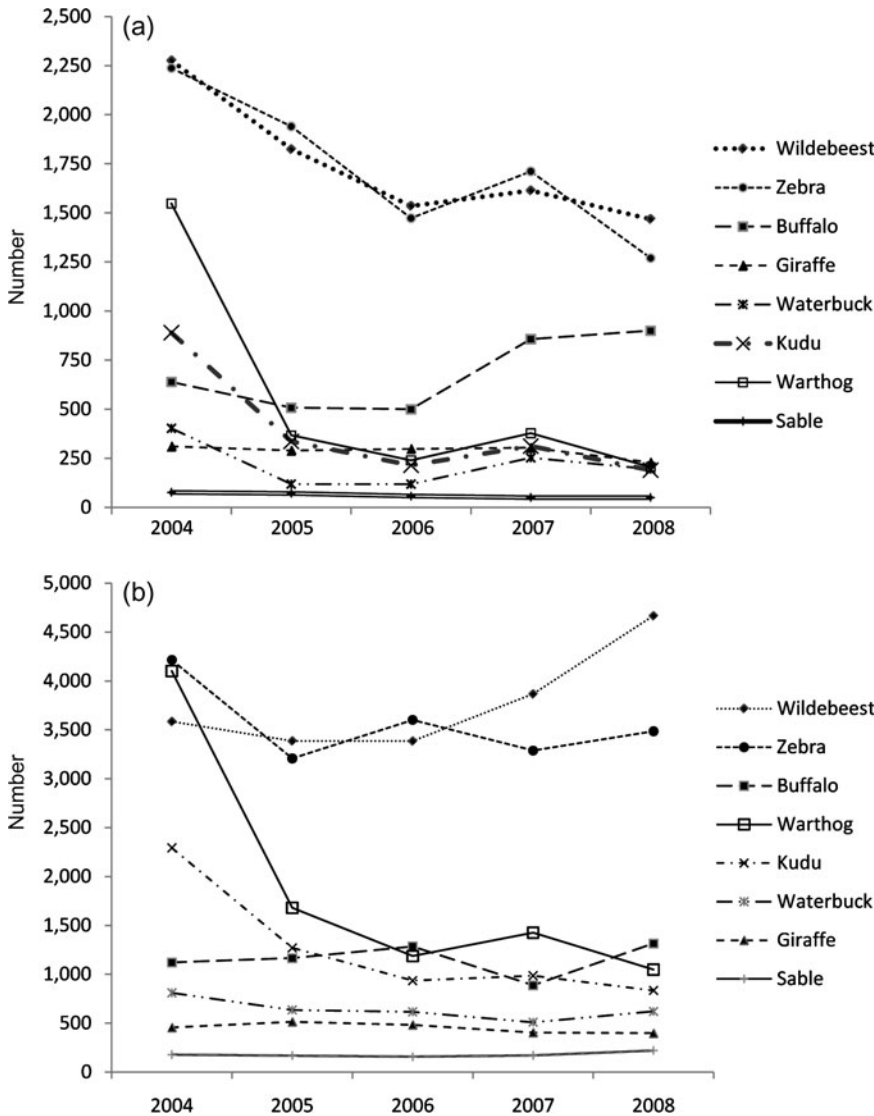 (a)
2,500
2,250
2,000
1,750
1,500
1,250
1,000
750
500
250
0
Number
2004 2005 2006 2007 2008
Wildebeest
Zebra
Buffalo
Giraffe
Waterbuck
Kudu
Warthog
Sable
(b)
5,000
4,500
4,000
3,500
3,000
2,500
2,000
1,500
1,000
500
0
Number
2004 2005 2006 2007 2008
Wildebeest
Zebra
Buffalo
Warthog
Kudu
Waterbuck
Giraffe
Sable